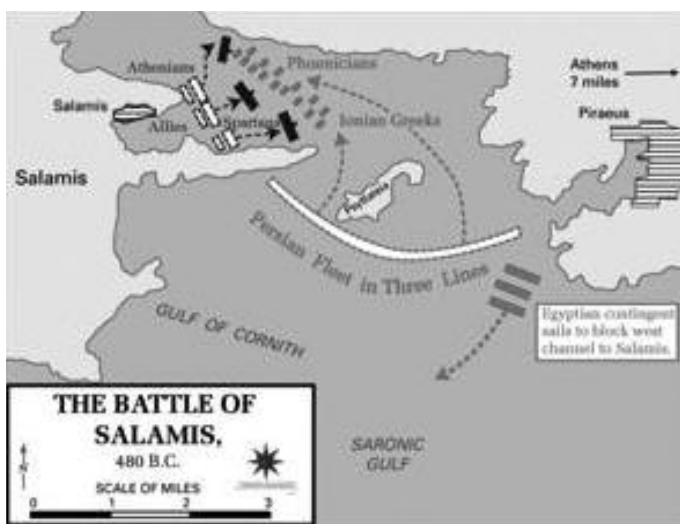 Phoenicians
Athenians
Athens
7 miles
Salamis
Piraeus
Allies
Spartans
Ionian Greeks
Salamis
Psyttaleia
Persian Fleet in Three Lines
Egyptian contingent
sails to block west
channel to Salamis.
GULF OF CORNITH
THE BATTLE OF
SALAMIS,
480 B.C.
SARONIC
GULF
N
SCALE OF MILES
0 1 2 3